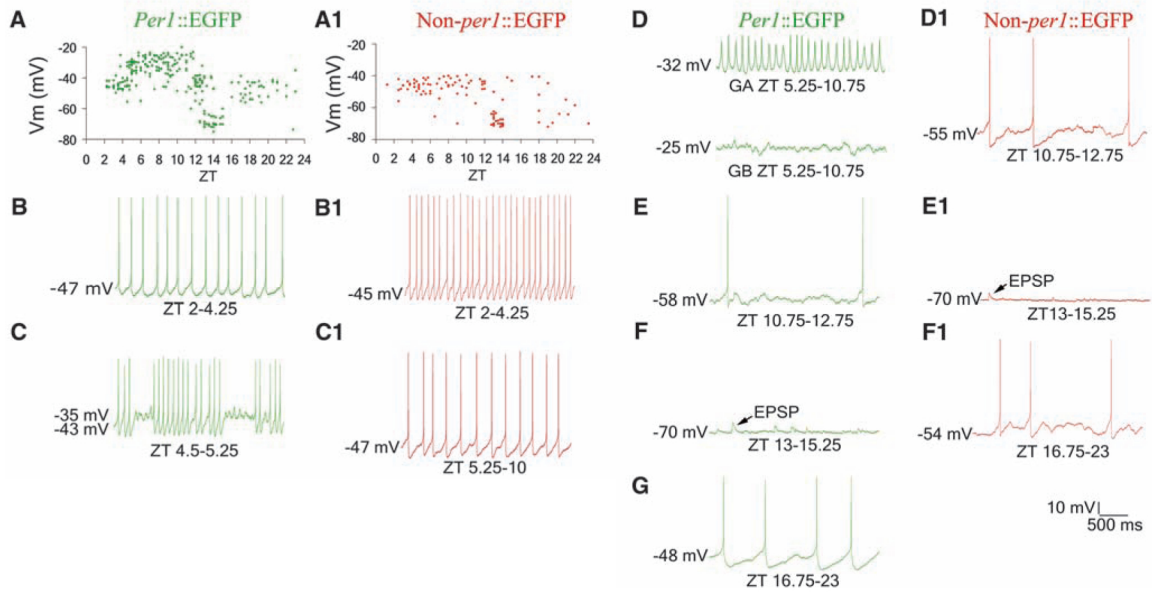 A
Per1::EGFP
Vm (mV)
-20
-40
-60
-80
0 2 4 6 8 10 12 14 16 18 20 22 24
ZT
A1
Non-per1::EGFP
Vm (mV)
-20
-40
-60
-80
0 2 4 6 8 10 12 14 16 18 20 22 24
ZT
B
-47 mV
ZT 2-4.25
B1
-45 mV
ZT 2-4.25
C
-35 mV
-43 mV
ZT 4.5-5.25
C1
-47 mV
ZT 5.25-10
D
Per1::EGFP
-32 mV
GA ZT 5.25-10.75
-25 mV
GB ZT 5.25-10.75
D1
Non-per1::EGFP
-55 mV
ZT 10.75-12.75
E
-58 mV
ZT 10.75-12.75
E1
EPSP
-70 mV
ZT13-15.25
F
EPSP
-70 mV
ZT 13-15.25
F1
-54 mV
ZT 16.75-23
G
-48 mV
ZT 16.75-23
10 mV
500 ms